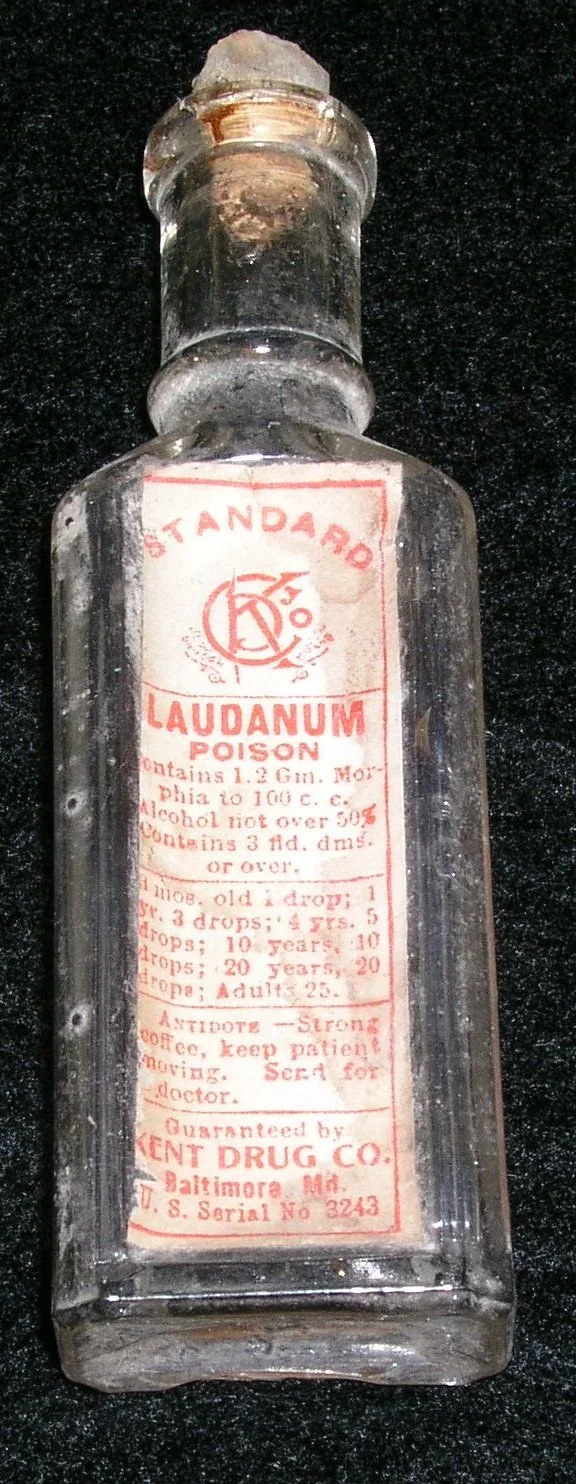 STANDARD
LAUDANUM
POISON
ontains 1.2 Gm. Mor-
phia to 100 c. c.
Alcohol not over 50%
Contains 3 fld. dms.
or over.
mos. old 1 drop; 1
yr. 3 drops; 4 yrs. 5
drops; 10 years, 10
drops; 20 years, 20
drops; Adults 25.
ANTIDOTE—Strong
coffee, keep patient
moving. Send for
doctor.
Guaranteed by
KENT DRUG CO.
Baltimore, Md.
U. S. Serial No 3243